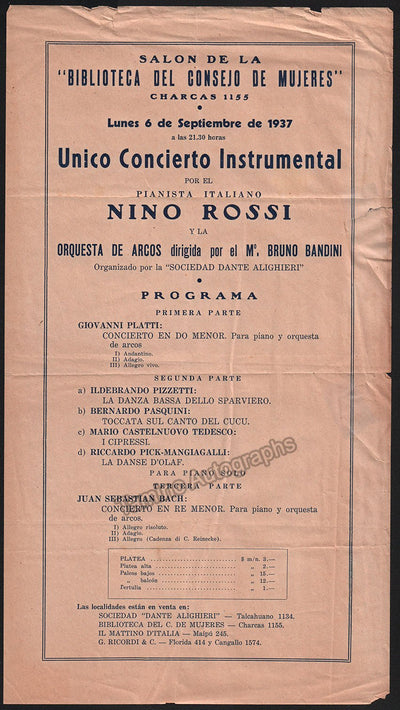 SALON DE LA
"BIBLIOTECA DEL CONSEJO DE MUJERES"
CHARCAS 1155
Lunes 6 de Septiembre de 1937
a las 21,30 horas
Unico Concierto Instrumental
POR EL
PIANISTA ITALIANO
NINO ROSSI
Y LA
ORQUESTA DE ARCOS dirigida por el Mº. BRUNO BANDINI
Organizado por la "SOCIEDAD DANTE ALIGHIERI"
PROGRAMA
PRIMERA PARTE
GIOVANNI PLATTI:
CONCIERTO EN DO MENOR. Para piano y orquesta
de arcos
I) Andantino.
II) Adagio.
III) Allegro vivo.
SEGUNDA PARTE
a) ILDEBRANDO PIZZETTI:
LA DANZA BASSA DELLO SPARVIERO.
b) BERNARDO PASQUINI:
TOCCATA SUL CANTO DEL CUCU.
c) MARIO CASTELNUOVO TEDESCO:
I CIPRESSI.
d) RICCARDO PICK-MANGIAGALLI:
LA DANSE D'OLAF.
PARA PIANO SOLO
TERCERA PARTE
JUAN SEBASTIAN BACH:
CONCIERTO EN RE MENOR. Para piano y orquesta
de arcos.
I) Allegro risoluto.
II) Adagio.
III) Allegro (Cadenza di C. Reinecke).
PLATEA ........ $ m/n. 3.—
Platea alta ........ „ 2.—
Palcos bajos ........ „ 15.—
„ balcón ........ „ 12.—
Tertulia ........ „ 1.—
Las localidades están en venta en:
SOCIEDAD "DANTE ALIGHIERI" — Talcahuano 1134.
BIBLIOTECA DEL C. DE MUJERES — Charcas 1155.
IL MATTINO D'ITALIA — Maipú 245.
G. RICORDI & C. — Florida 414 y Cangallo 1574.